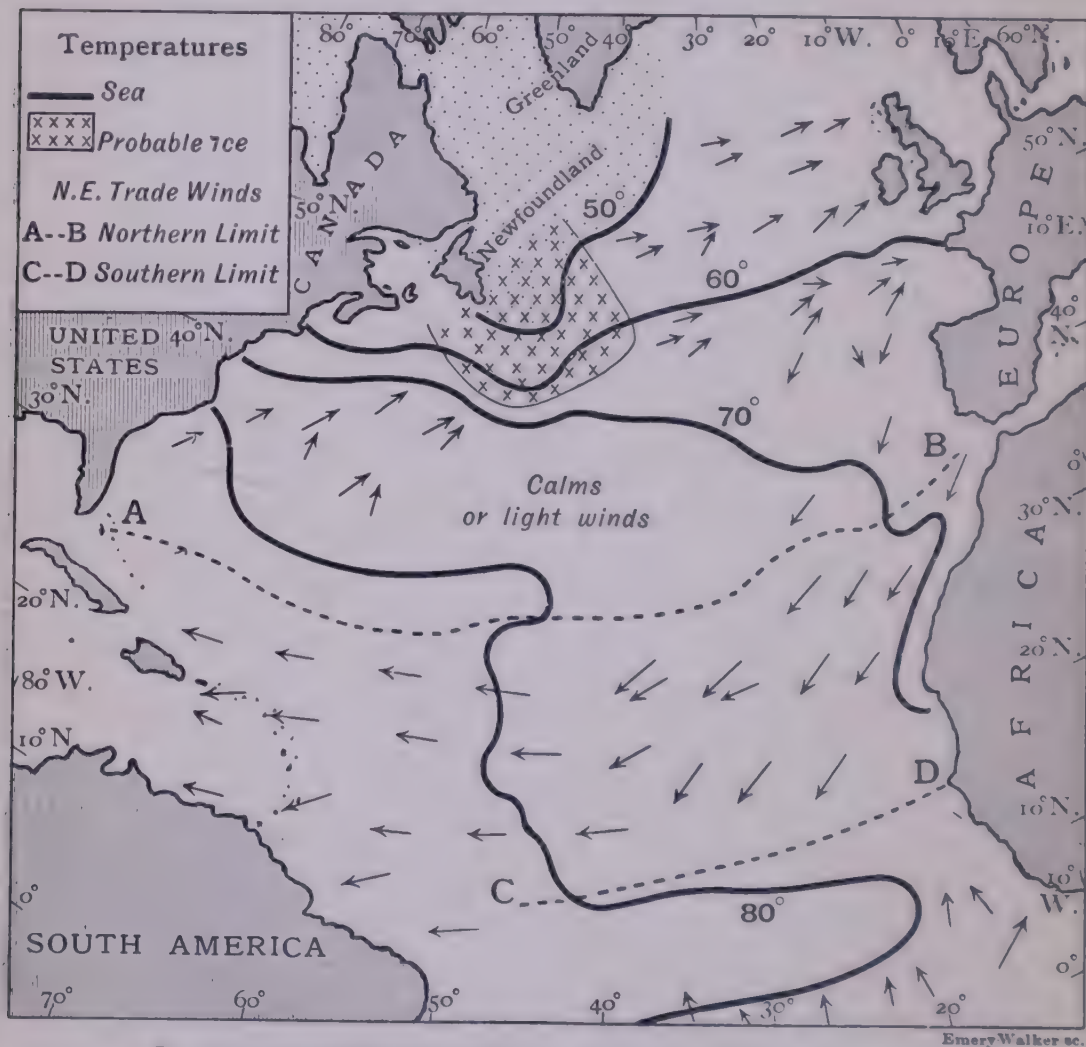 Temperatures
Sea
Probable Ice
N.E. Trade Winds
A--B Northern Limit
C--D Southern Limit
80°
70°
60°
50°
40°
30°
20°
10°W.
0°
10°E.
60°N.
Greenland
50°N.
CANADA
50°
N.
Newfoundland
50°
EUROPE
10°E.
60°
40°
N.
UNITED 40°N.
STATES
30°N.
70°
B
0°
Calms
or light winds
30°N.
A
AFRICA
20°N.
20°N.
80°W.
10°N
D
10°N.
C
10°
W.
0°
80°
SOUTH AMERICA
0°
70°
60°
50°
40°
30°
20°
Emery Walker sc.